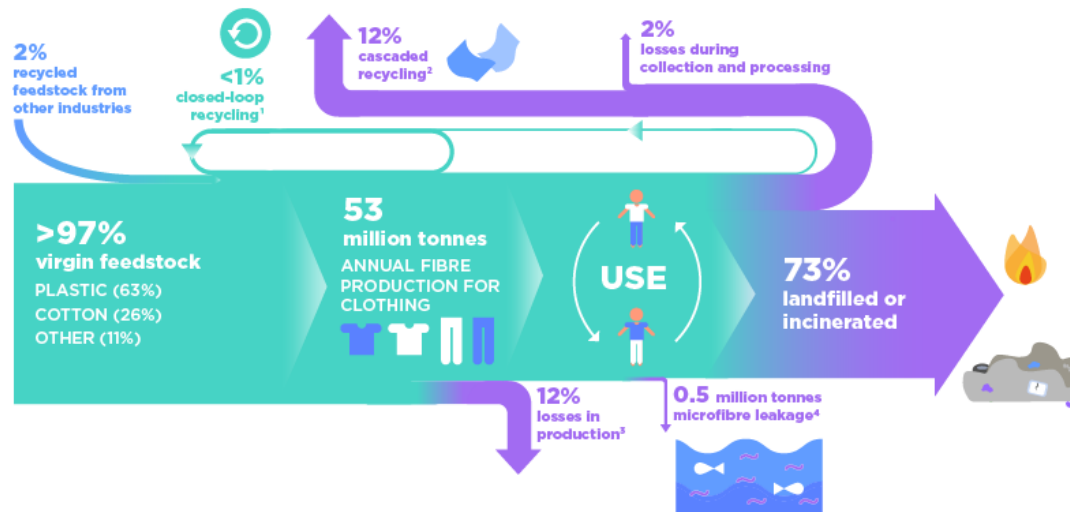 2%
recycled
feedstock from
other industries
<1%
closed-loop
recycling¹
12%
cascaded
recycling²
2%
losses during
collection and processing
>97%
virgin feedstock
PLASTIC (63%)
COTTON (26%)
OTHER (11%)
53
million tonnes
ANNUAL FIBRE
PRODUCTION FOR
CLOTHING
USE
73%
landfilled or
incinerated
12%
losses in
production³
0.5 million tonnes
microfibre leakage⁴